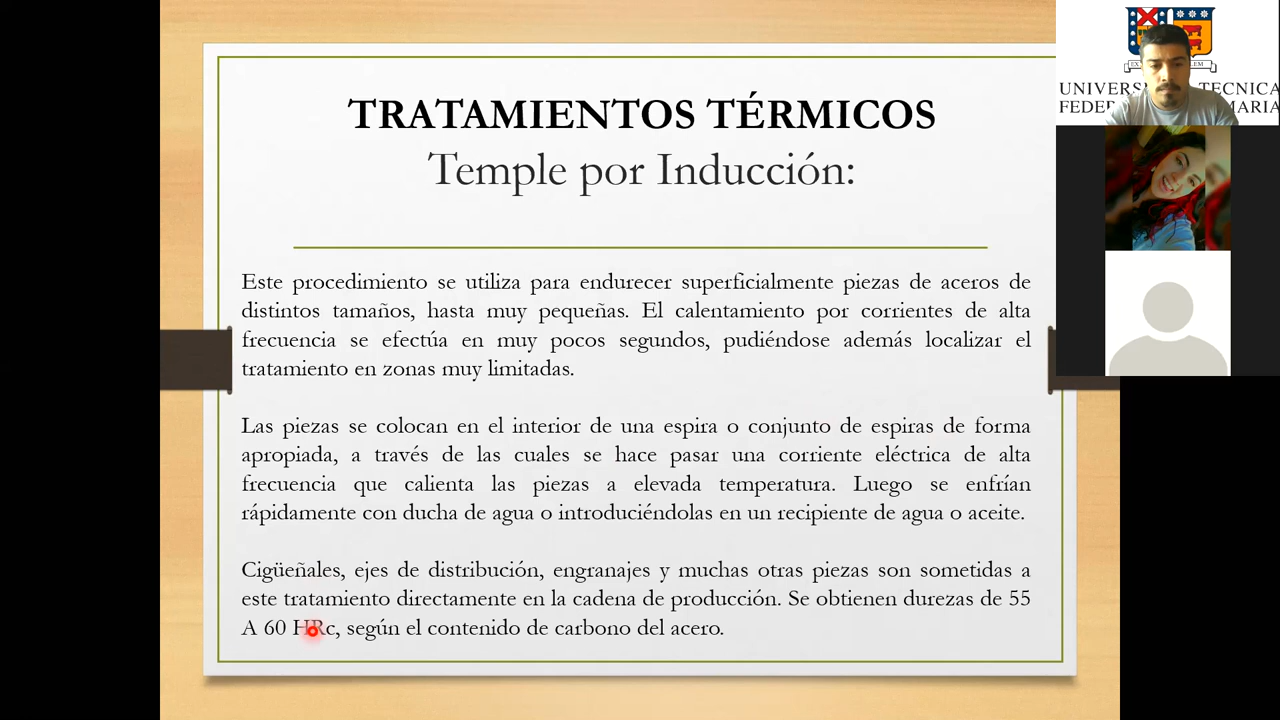 TRATAMIENTOS TÉRMICOS
Temple por Inducción:
Este procedimiento se utiliza para endurecer superficialmente piezas de aceros de
distintos tamaños, hasta muy pequeñas. El calentamiento por corrientes de alta
frecuencia se efectúa en muy pocos segundos, pudiéndose además localizar el
tratamiento en zonas muy limitadas.
Las piezas se colocan en el interior de una espira o conjunto de espiras de forma
apropiada, a través de las cuales se hace pasar una corriente eléctrica de alta
frecuencia que calienta las piezas a elevada temperatura. Luego se enfrían
rápidamente con ducha de agua o introduciéndolas en un recipiente de agua o aceite.
Cigüeñales, ejes de distribución, engranajes y muchas otras piezas son sometidas a
este tratamiento directamente en la cadena de producción. Se obtienen durezas de 55
A 60 HRc, según el contenido de carbono del acero.